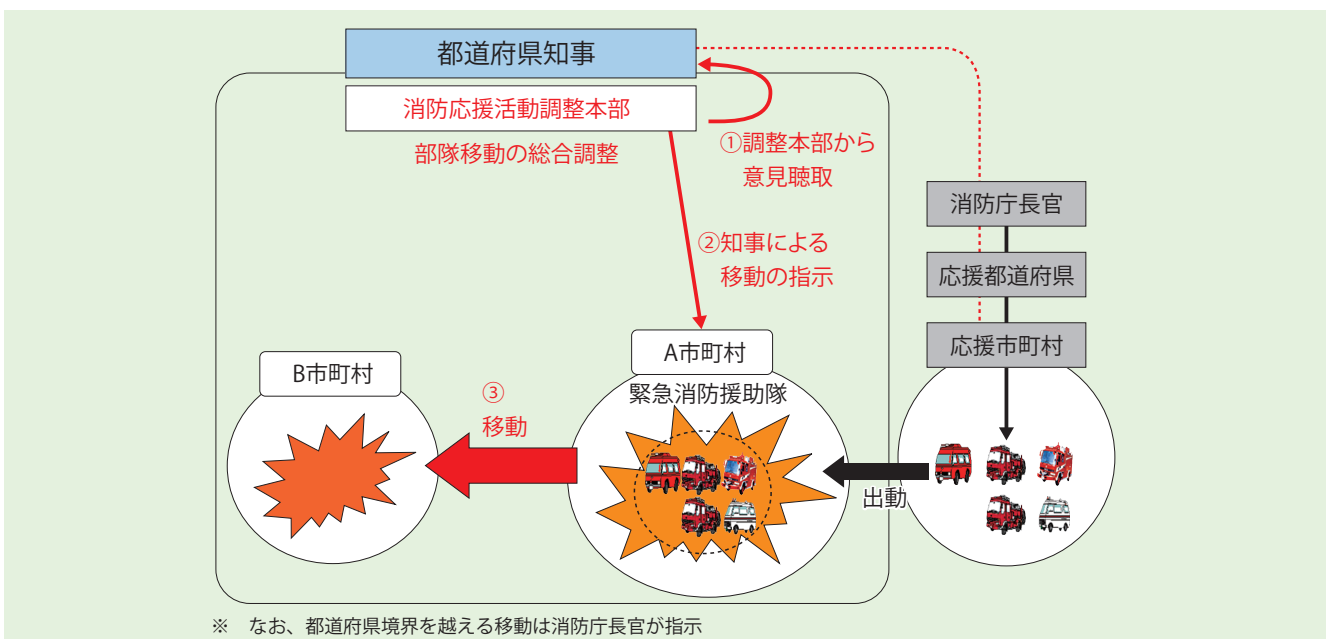 都道府県知事
消防応援活動調整本部
部隊移動の総合調整
①調整本部から
意見聴取
②知事による
移動の指示
消防庁長官
応援都道府県
応援市町村
A市町村
緊急消防援助隊
B市町村
③
移動
出動
※　なお、都道府県境界を越える移動は消防庁長官が指示